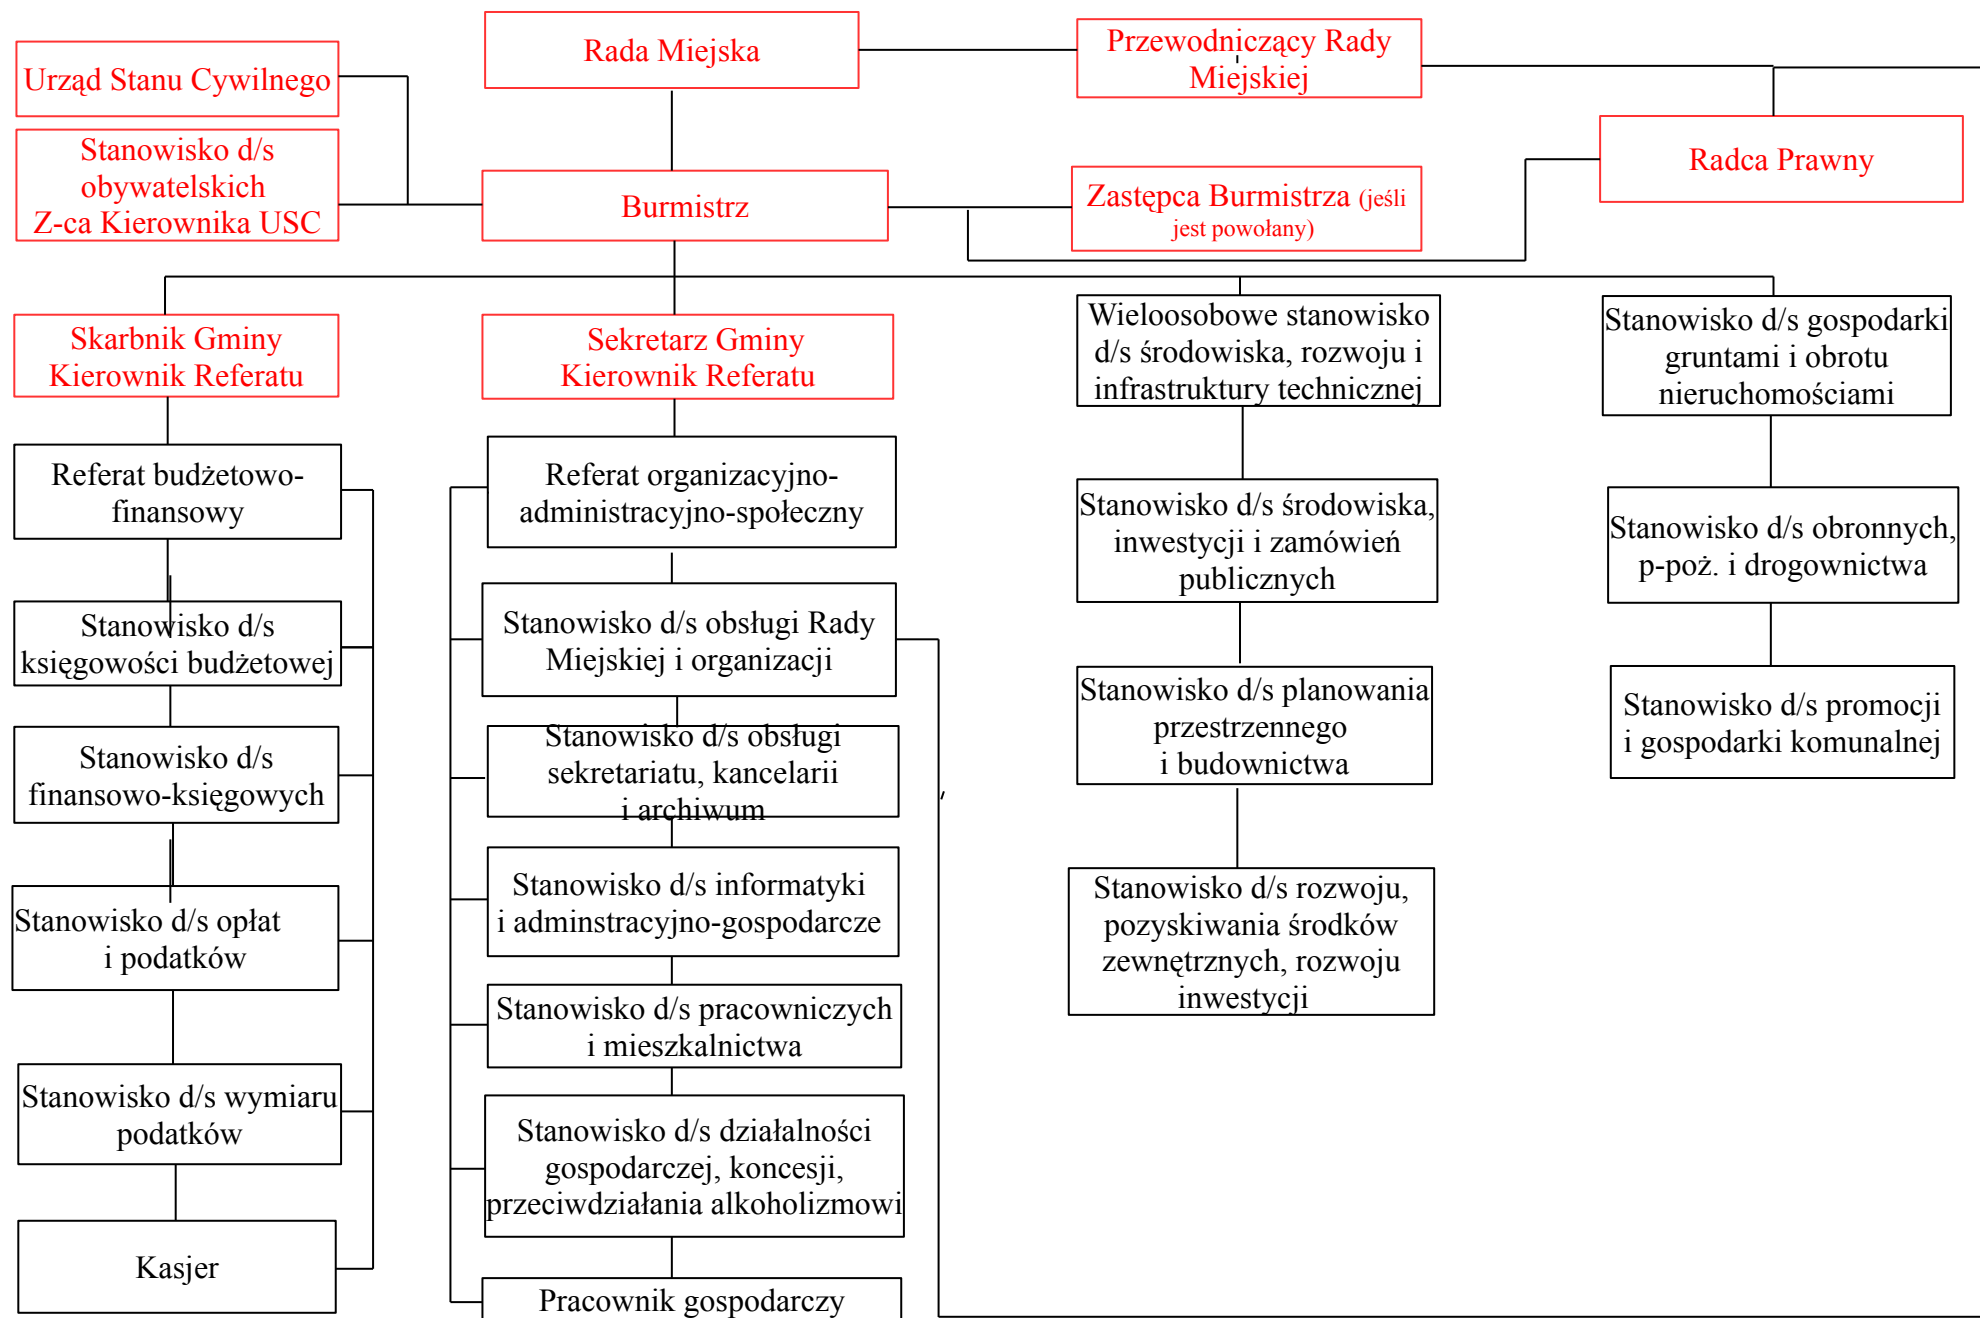 Rada Miejska
Przewodniczący Rady
Miejskiej
Urząd Stanu Cywilnego
Stanowisko d/s
obywatelskich
Z-ca Kierownika USC
Burmistrz
Zastępca Burmistrza (jeśli
jest powołany)
Radca Prawny
Skarbnik Gminy
Kierownik Referatu
Referat budżetowo-
finansowy
Stanowisko d/s
księgowości budżetowej
Stanowisko d/s
finansowo-księgowych
Stanowisko d/s opłat
i podatków
Stanowisko d/s wymiaru
podatków
Kasjer
Sekretarz Gminy
Kierownik Referatu
Referat organizacyjno-
administracyjno-społeczny
Stanowisko d/s obsługi Rady
Miejskiej i organizacji
Stanowisko d/s obsługi
sekretariatu, kancelarii
i archiwum
Stanowisko d/s informatyki
i adminstracyjno-gospodarcze
Stanowisko d/s pracowniczych
i mieszkalnictwa
Stanowisko d/s działalności
gospodarczej, koncesji,
przeciwdziałania alkoholizmowi
Pracownik gospodarczy
Wieloosobowe stanowisko
d/s środowiska, rozwoju i
infrastruktury technicznej
Stanowisko d/s środowiska,
inwestycji i zamówień
publicznych
Stanowisko d/s planowania
przestrzennego
i budownictwa
Stanowisko d/s rozwoju,
pozyskiwania środków
zewnętrznych, rozwoju
inwestycji
Stanowisko d/s gospodarki
gruntami i obrotu
nieruchomościami
Stanowisko d/s obronnych,
p-poż. i drogownictwa
Stanowisko d/s promocji
i gospodarki komunalnej